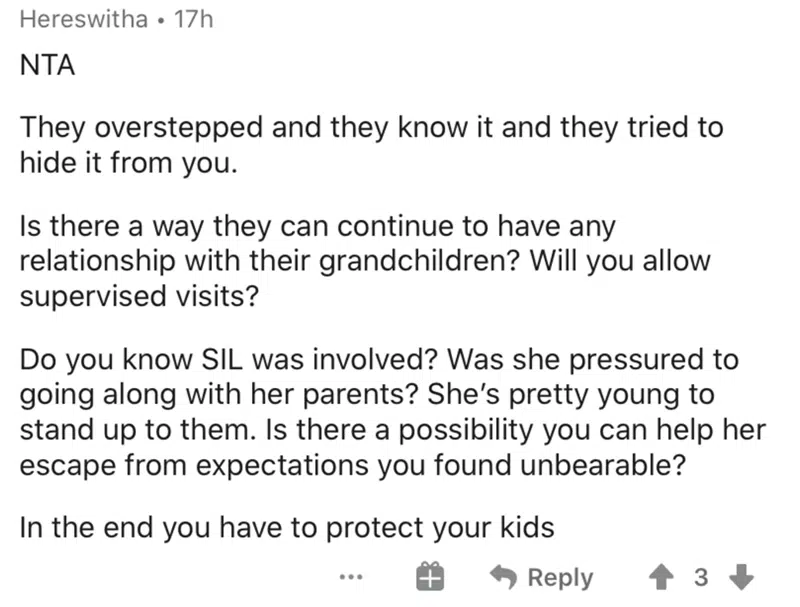 Hereswitha • 17h
NTA
They overstepped and they know it and they tried to
hide it from you.
Is there a way they can continue to have any
relationship with their grandchildren? Will you allow
supervised visits?
Do you know SIL was involved? Was she pressured to
going along with her parents? She's pretty young to
stand up to them. Is there a possibility you can help her
escape from expectations you found unbearable?
In the end you have to protect your kids
... Reply 3